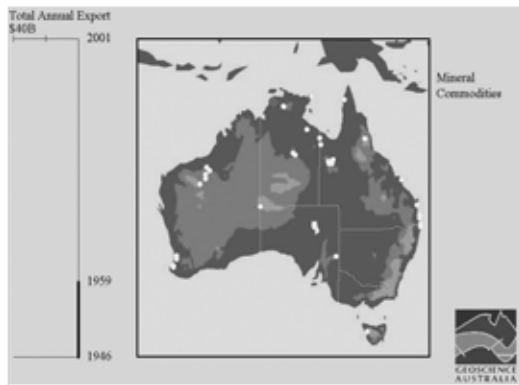 Total Annual Export
$40B
2001
Mineral
Commodities
1959
1946
GEOSCIENCE
AUSTRALIA